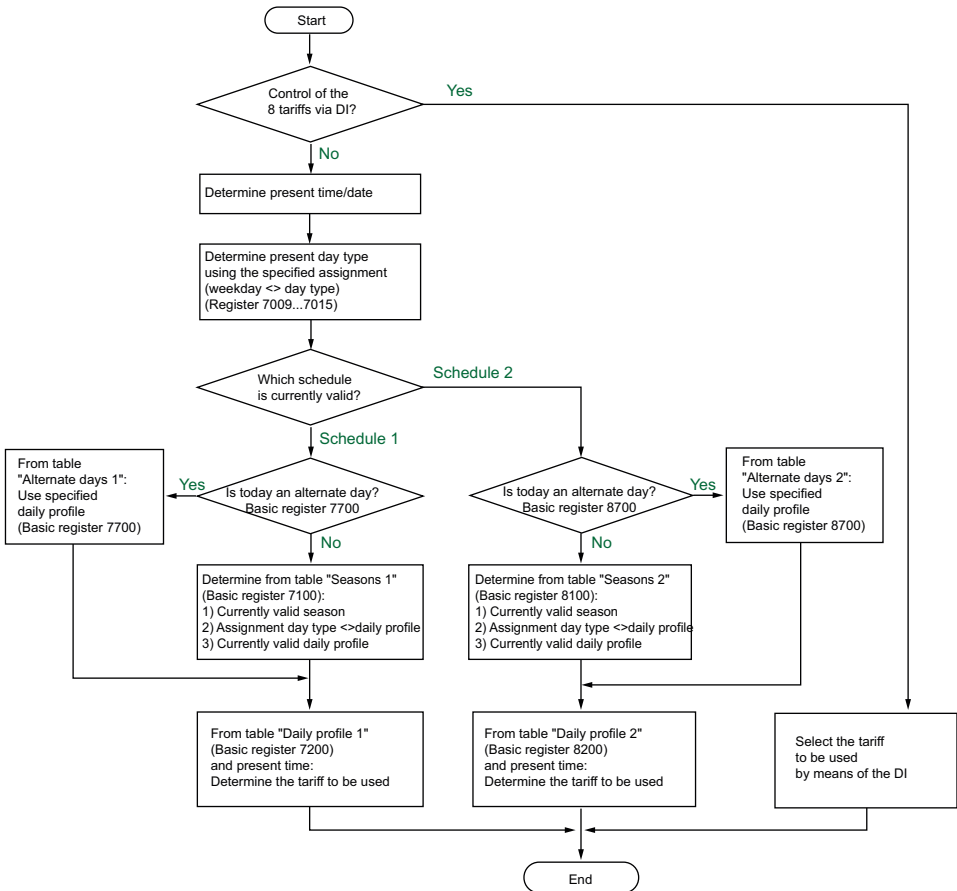 Start
Control of the
8 tariffs via DI?
Yes
No
Determine present time/date
Determine present day type
using the specified assignment
(weekday <> day type)
(Register 7009...7015)
Which schedule
is currently valid?
Schedule 2
Schedule 1
From table
"Alternate days 1":
Use specified
daily profile
(Basic register 7700)
Yes
Is today an alternate day?
Basic register 7700
No
Is today an alternate day?
Basic register 8700
Yes
No
From table
"Alternate days 2":
Use specified
daily profile
(Basic register 8700)
Determine from table "Seasons 1"
(Basic register 7100):
1) Currently valid season
2) Assignment day type <>daily profile
3) Currently valid daily profile
Determine from table "Seasons 2"
(Basic register 8100):
1) Currently valid season
2) Assignment day type <>daily profile
3) Currently valid daily profile
From table "Daily profile 1"
(Basic register 7200)
and present time:
Determine the tariff to be used
From table "Daily profile 2"
(Basic register 8200)
and present time:
Determine the tariff to be used
Select the tariff
to be used
by means of the DI
End